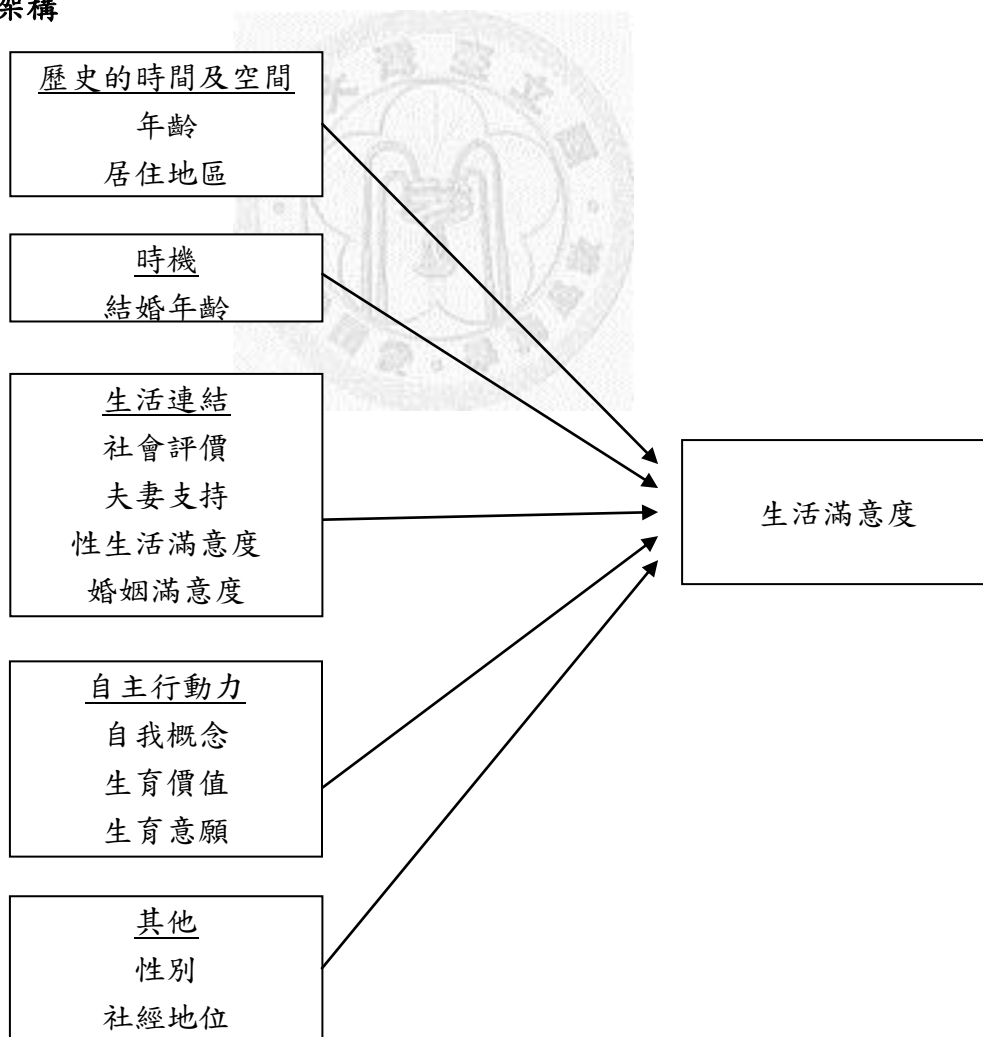 架構
歷史的時間及空間
年齡
居住地區
時機
結婚年齡
生活連結
社會評價
夫妻支持
性生活滿意度
婚姻滿意度
生活滿意度
自主行動力
自我概念
生育價值
生育意願
其他
性別
社經地位